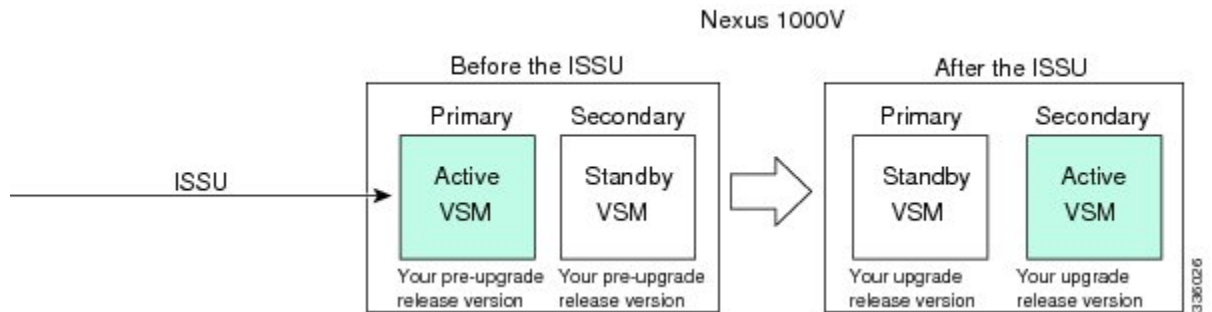 Nexus 1000V
Before the ISSU
After the ISSU
Primary
Secondary
Primary
Secondary
ISSU
Active
VSM
Standby
VSM
Standby
VSM
Active
VSM
Your pre-upgrade
release version
Your pre-upgrade
release version
Your upgrade
release version
Your upgrade
release version
336026